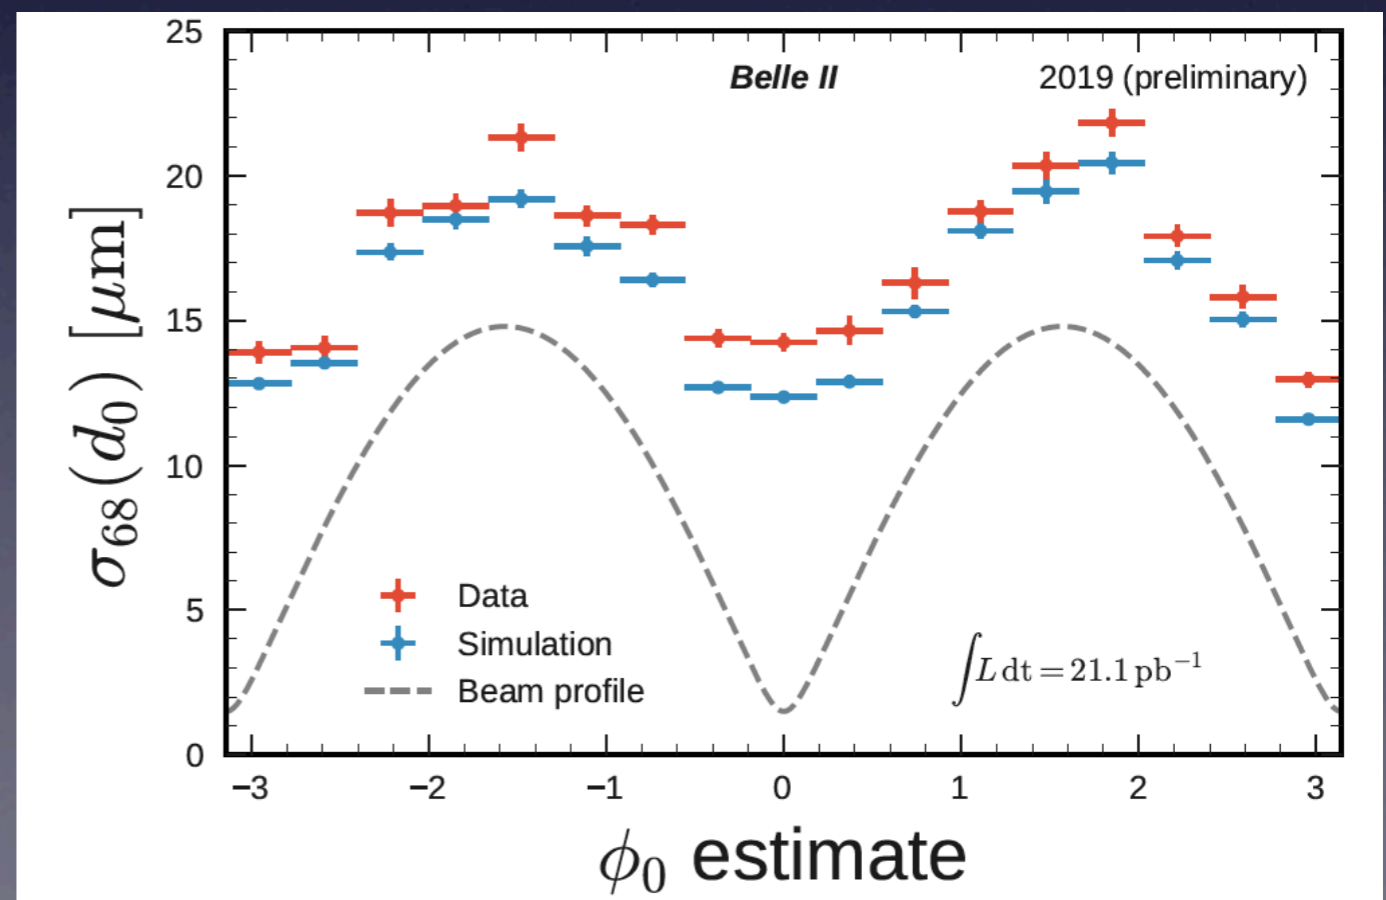 25
20
15
10
5
0
σ₆₈(d₀) [μm]
Belle II
2019 (preliminary)
Data
Simulation
Beam profile
∫L dt = 21.1 pb⁻¹
−3 −2 −1 0 1 2 3
ϕ₀ estimate